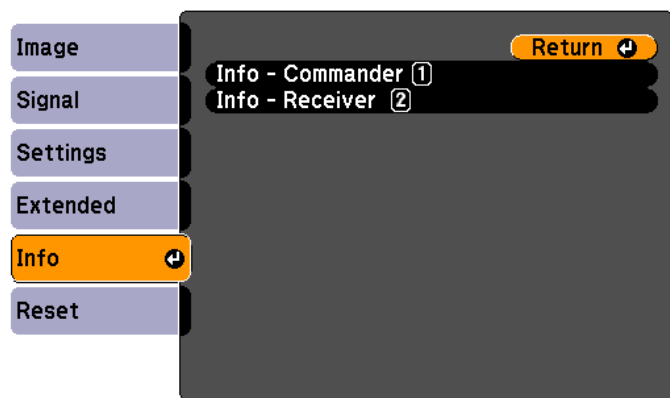 Image
Signal
Settings
Extended
Info
Reset
Return
Info - Commander 1
Info - Receiver 2